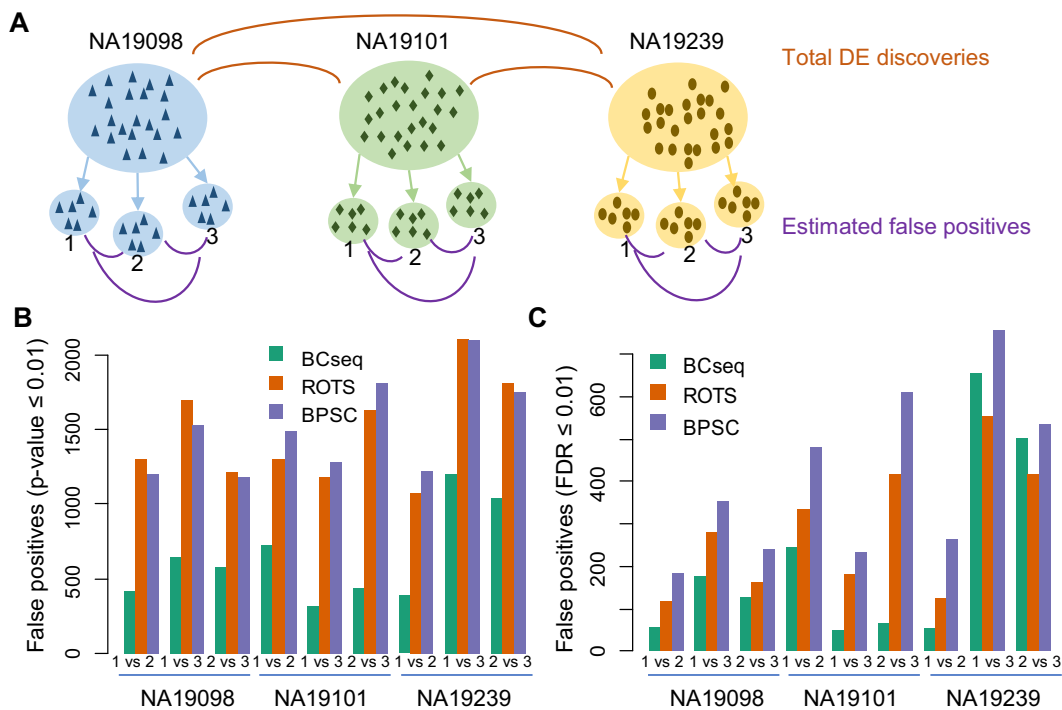 A
NA19098
NA19101
NA19239
Total DE discoveries
Estimated false positives
1
2
3
1
2
3
1
2
3
B
False positives (p-value ≤ 0.01)
2000
1500
1000
500
0
BCseq
ROTS
BPSC
1 vs 2
1 vs 3
2 vs 3
1 vs 2
1 vs 3
2 vs 3
1 vs 2
1 vs 3
2 vs 3
NA19098
NA19101
NA19239
C
False positives (FDR ≤ 0.01)
600
400
200
0
BCseq
ROTS
BPSC
1 vs 2
1 vs 3
2 vs 3
1 vs 2
1 vs 3
2 vs 3
1 vs 2
1 vs 3
2 vs 3
NA19098
NA19101
NA19239